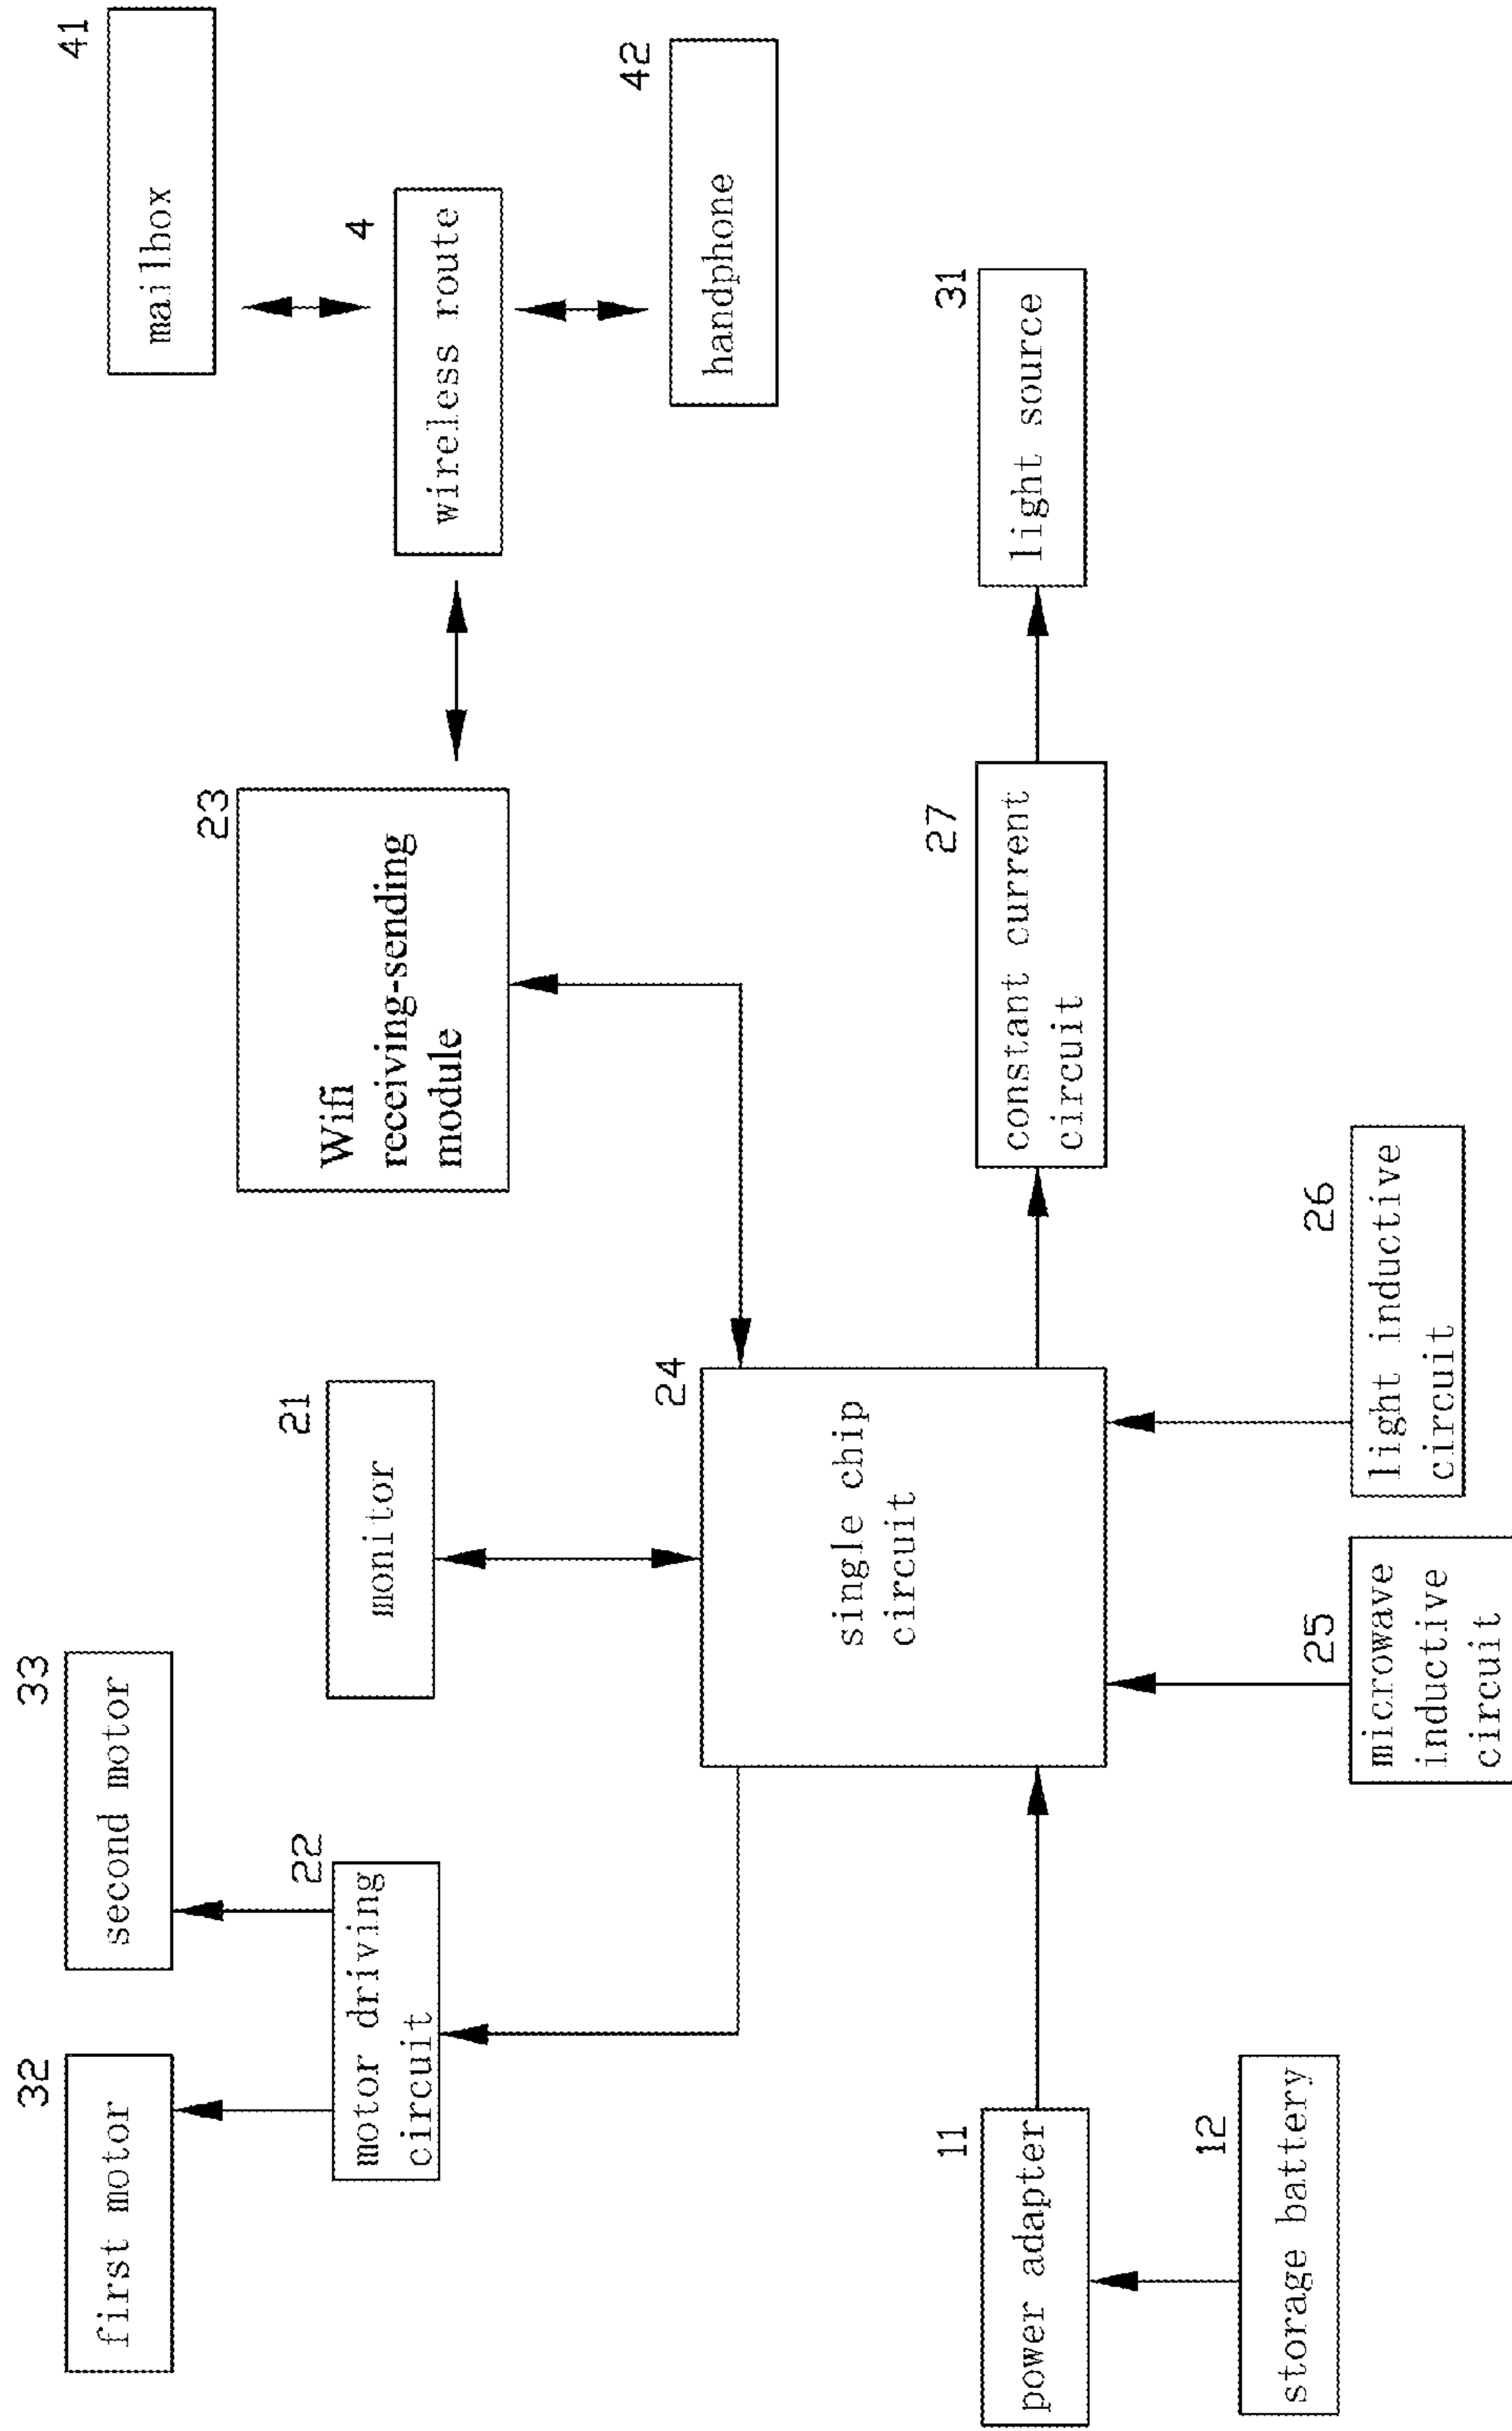 32
first motor
33
second motor
22
motor driving
circuit
21
monitor
23
Wifi
receiving-sending
module
41
mailbox
4
wireless route
42
handphone
24
single chip
circuit
11
power adapter
12
storage battery
25
microwave
inductive
circuit
26
light inductive
circuit
27
constant current
circuit
31
light source